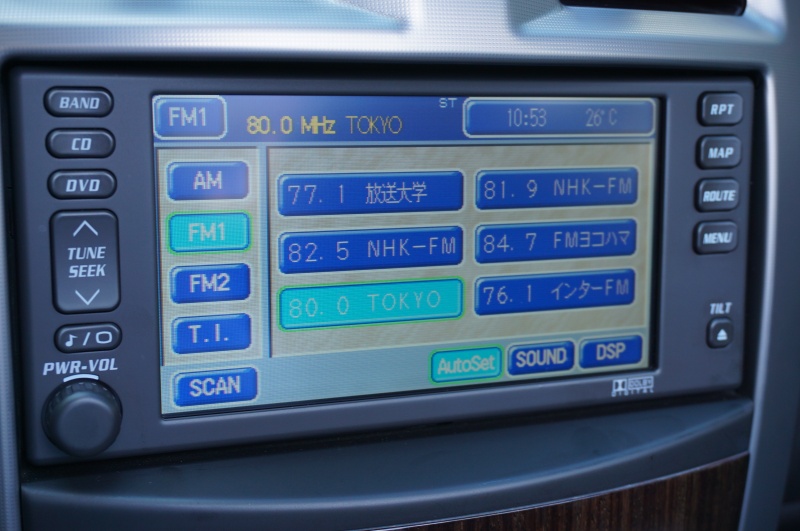 BAND
CD
DVD
TUNE
SEEK
PWR-VOL
FM1
80.0 MHz TOKYO
ST
10:53 26°C
AM
FM1
FM2
T.I.
SCAN
77.1 放送大学
81.9 NHK-FM
82.5 NHK-FM
84.7 FMヨコハマ
80.0 TOKYO
76.1 インターFM
AutoSet
SOUND
DSP
RPT
MAP
ROUTE
MENU
TILT
DOLBY
DIGITAL